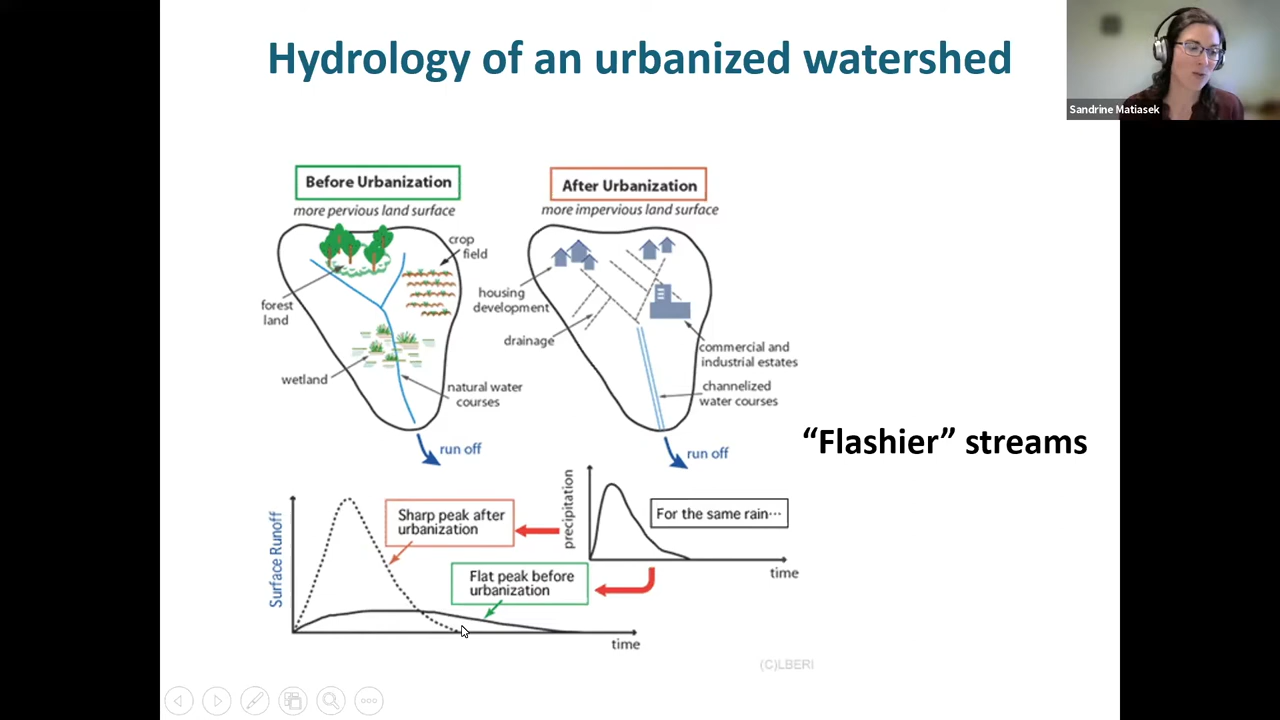 Hydrology of an urbanized watershed
Sandrine Matiasek
Before Urbanization
more pervious land surface
crop
field
forest
land
wetland
natural water
courses
run off
After Urbanization
more impervious land surface
housing
development
drainage
commercial and
industrial estates
channelized
water courses
run off
“Flashier” streams
Surface Runoff
Sharp peak after
urbanization
Flat peak before
urbanization
time
precipitation
For the same rain···
time
(C)LBERI